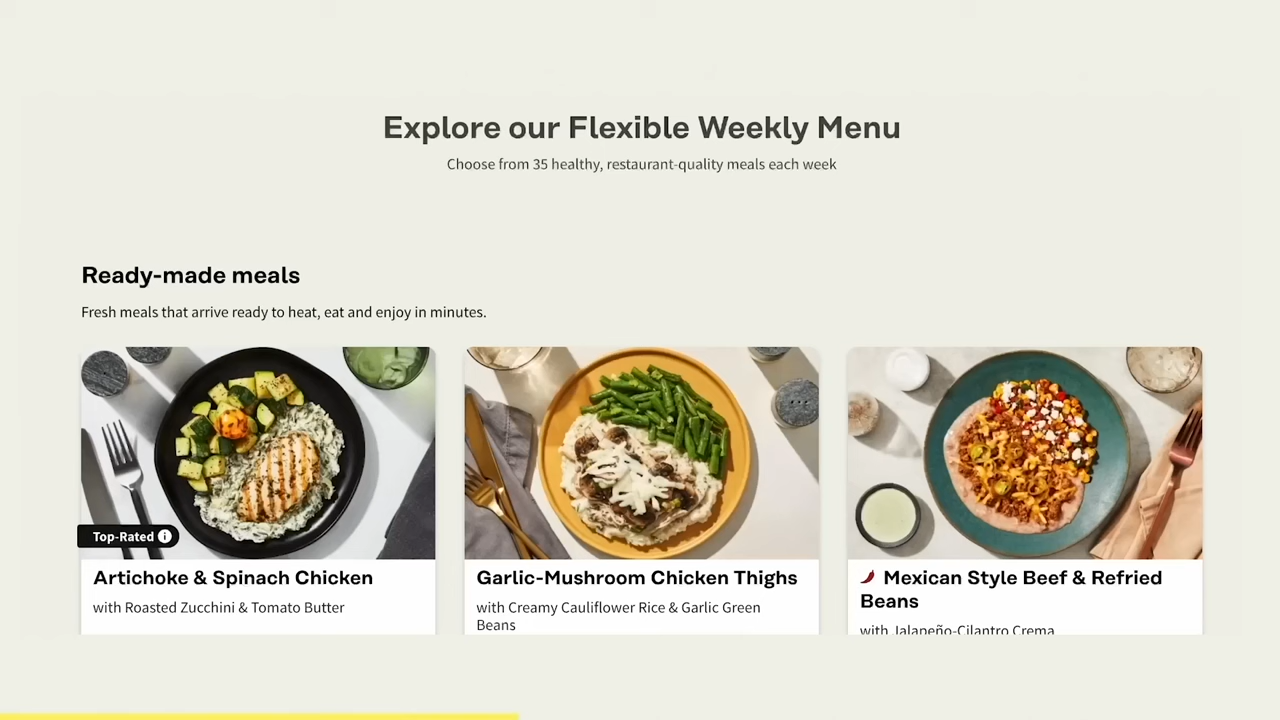 Explore our Flexible Weekly Menu
Choose from 35 healthy, restaurant-quality meals each week
Ready-made meals
Fresh meals that arrive ready to heat, eat and enjoy in minutes.
Top-Rated
Artichoke & Spinach Chicken
with Roasted Zucchini & Tomato Butter
Garlic-Mushroom Chicken Thighs
with Creamy Cauliflower Rice & Garlic Green
Beans
Mexican Style Beef & Refried
Beans
with Jalapeño-Cilantro Crema